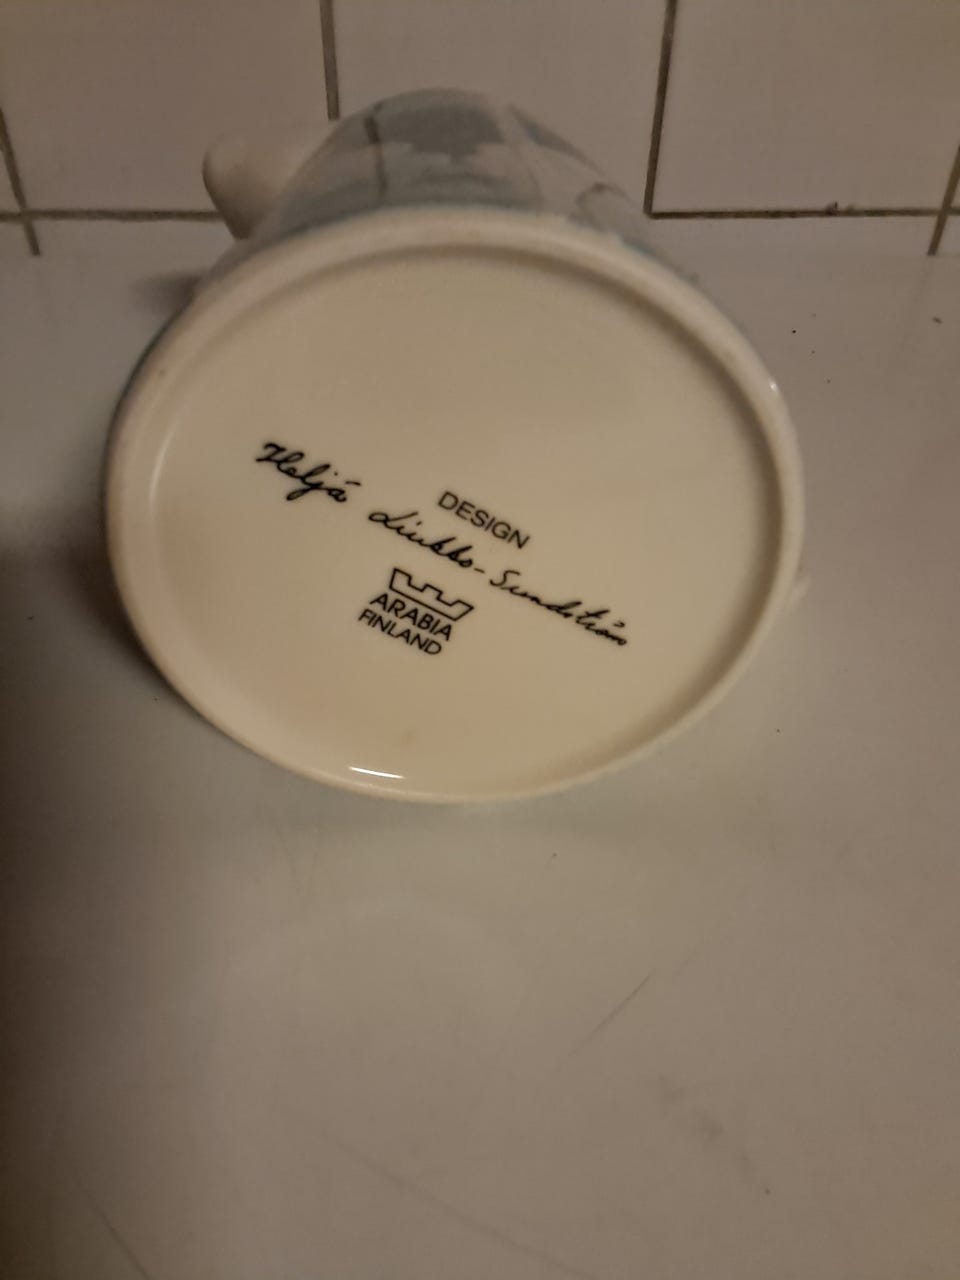 DESIGN
Heljä Liukko-Sundström
ARABIA
FINLAND